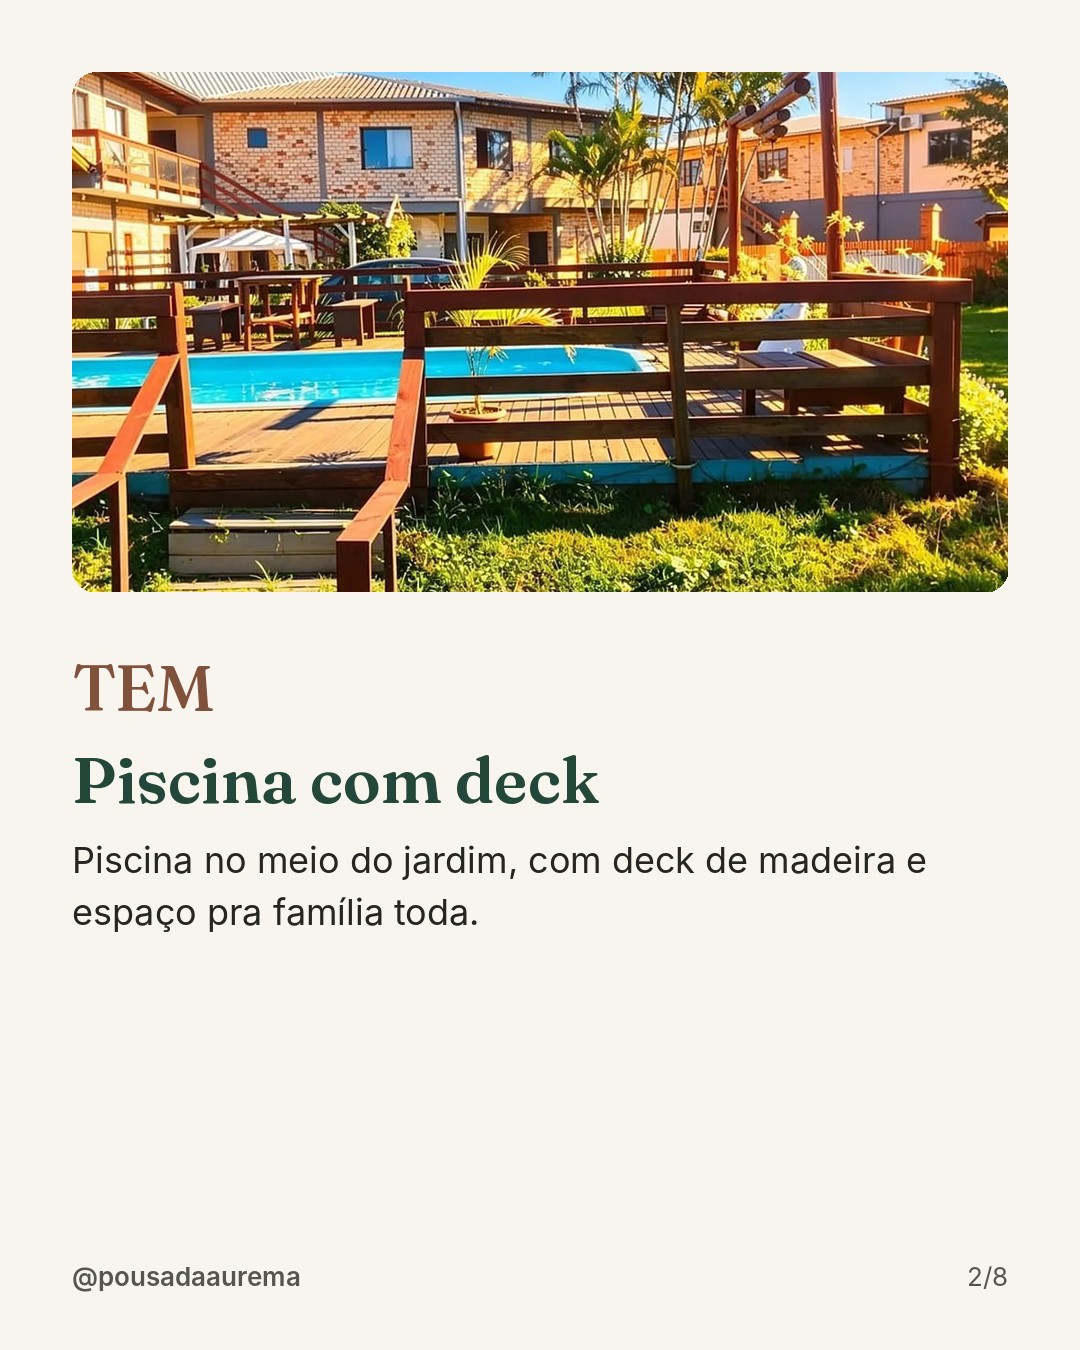 TEM
Piscina com deck
Piscina no meio do jardim, com deck de madeira e
espaço pra família toda.
@pousadaaurema
2/8